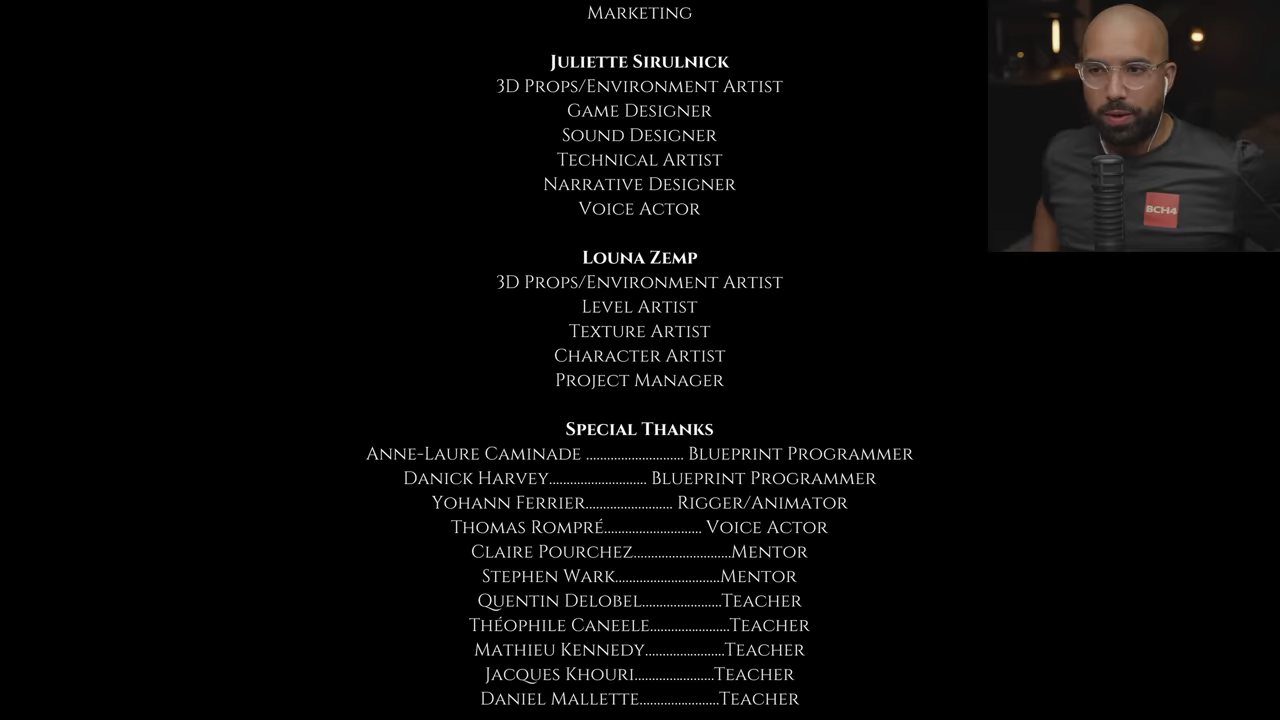 Marketing
Juliette Sirulnick
3D Props/Environment Artist
Game Designer
Sound Designer
Technical Artist
Narrative Designer
Voice Actor
Louna Zemp
3D Props/Environment Artist
Level Artist
Texture Artist
Character Artist
Project Manager
Special Thanks
Anne-Laure Caminade ............................ Blueprint Programmer
Danick Harvey............................ Blueprint Programmer
Yohann Ferrier......................... Rigger/Animator
Thomas Rompré............................ Voice Actor
Claire Pourchez............................Mentor
Stephen Wark..............................Mentor
Quentin Delobel.......................Teacher
Théophile Caneele.......................Teacher
Mathieu Kennedy.......................Teacher
Jacques Khouri.......................Teacher
Daniel Mallette.......................Teacher
BCH4